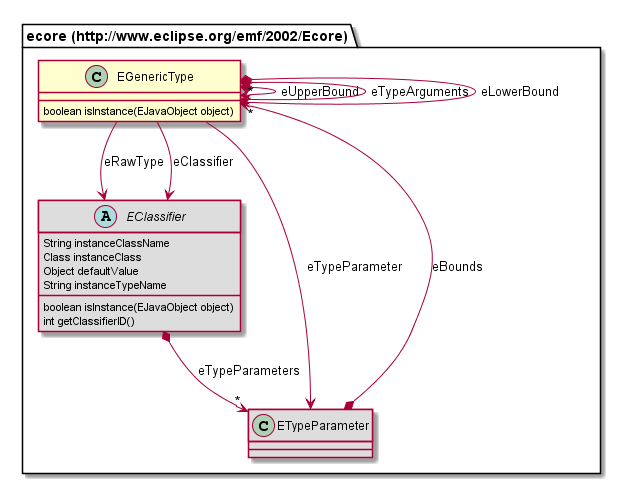 ecore (http://www.eclipse.org/emf/2002/Ecore)
C EGenericType
boolean isInstance(EJavaObject object)
* eUpperBound eTypeArguments eLowerBound
*
eRawType eClassifier
A EClassifier
String instanceClassName
Class instanceClass
Object defaultValue
String instanceTypeName
boolean isInstance(EJavaObject object)
int getClassifierID()
eTypeParameter eBounds
eTypeParameters
*
C ETypeParameter